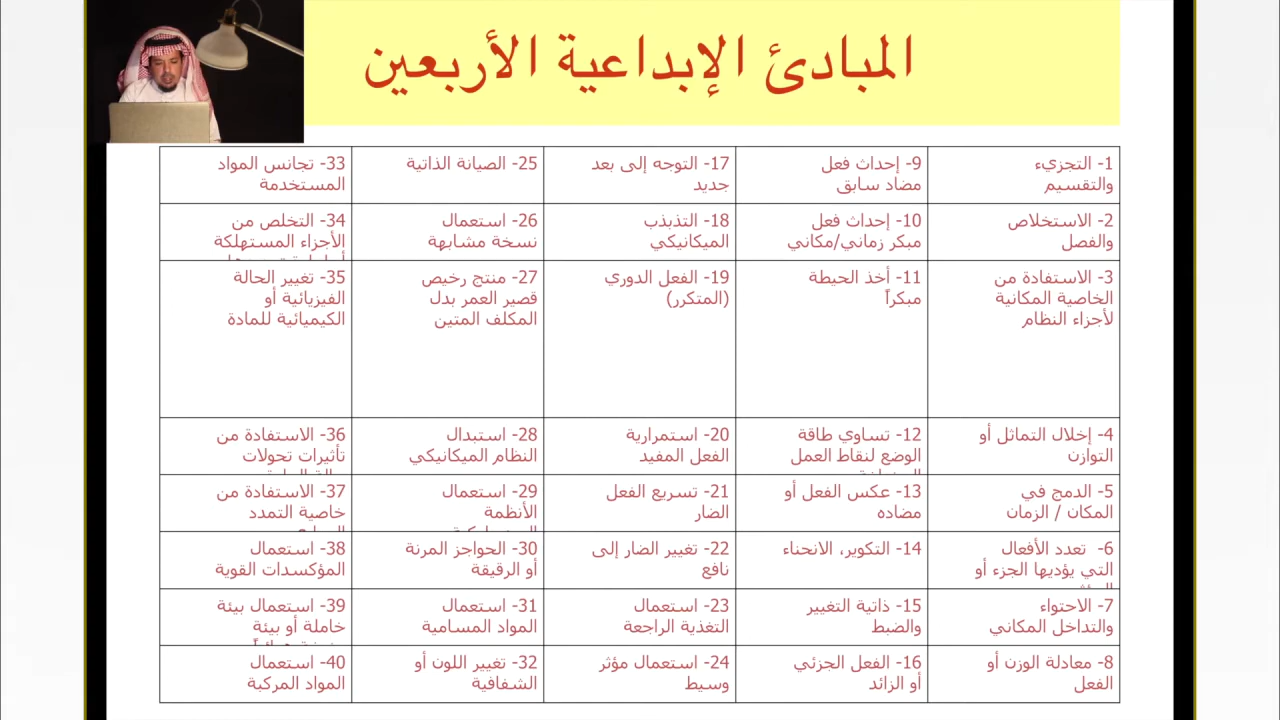 المبادئ الإبداعية الأربعين
1- التجزيء
والتقسيم
9- إحداث فعل
مضاد سابق
17- التوجه إلى بعد
جديد
25- الصيانة الذاتية
33- تجانس المواد
المستخدمة
2- الاستخلاص
والفصل
10- إحداث فعل
مبكر زماني/مكاني
18- التذبذب
الميكانيكي
26- استعمال
نسخة مشابهة
34- التخلص من
الأجزاء المستهلكة
3- الاستفادة من
الخاصية المكانية
لأجزاء النظام
11- أخذ الحيطة
مبكراً
19- الفعل الدوري
(المتكرر)
27- منتج رخيص
قصير العمر بدل
المكلف المتين
35- تغيير الحالة
الفيزيائية أو
الكيميائية للمادة
4- إخلال التماثل أو
التوازن
12- تساوي طاقة
الوضع لنقاط العمل
20- استمرارية
الفعل المفيد
28- استبدال
النظام الميكانيكي
36- الاستفادة من
تأثيرات تحولات
5- الدمج في
المكان / الزمان
13- عكس الفعل أو
مضاده
21- تسريع الفعل
الضار
29- استعمال
الأنظمة
37- الاستفادة من
خاصية التمدد
6- تعدد الأفعال
التي يؤديها الجزء أو
14- التكوير، الانحناء
22- تغيير الضار إلى
نافع
30- الحواجز المرنة
أو الرقيقة
38- استعمال
المؤكسدات القوية
7- الاحتواء
والتداخل المكاني
15- ذاتية التغيير
والضبط
23- استعمال
التغذية الراجعة
31- استعمال
المواد المسامية
39- استعمال بيئة
خاملة أو بيئة
8- معادلة الوزن أو
الفعل
16- الفعل الجزئي
أو الزائد
24- استعمال مؤثر
وسيط
32- تغيير اللون أو
الشفافية
40- استعمال
المواد المركبة